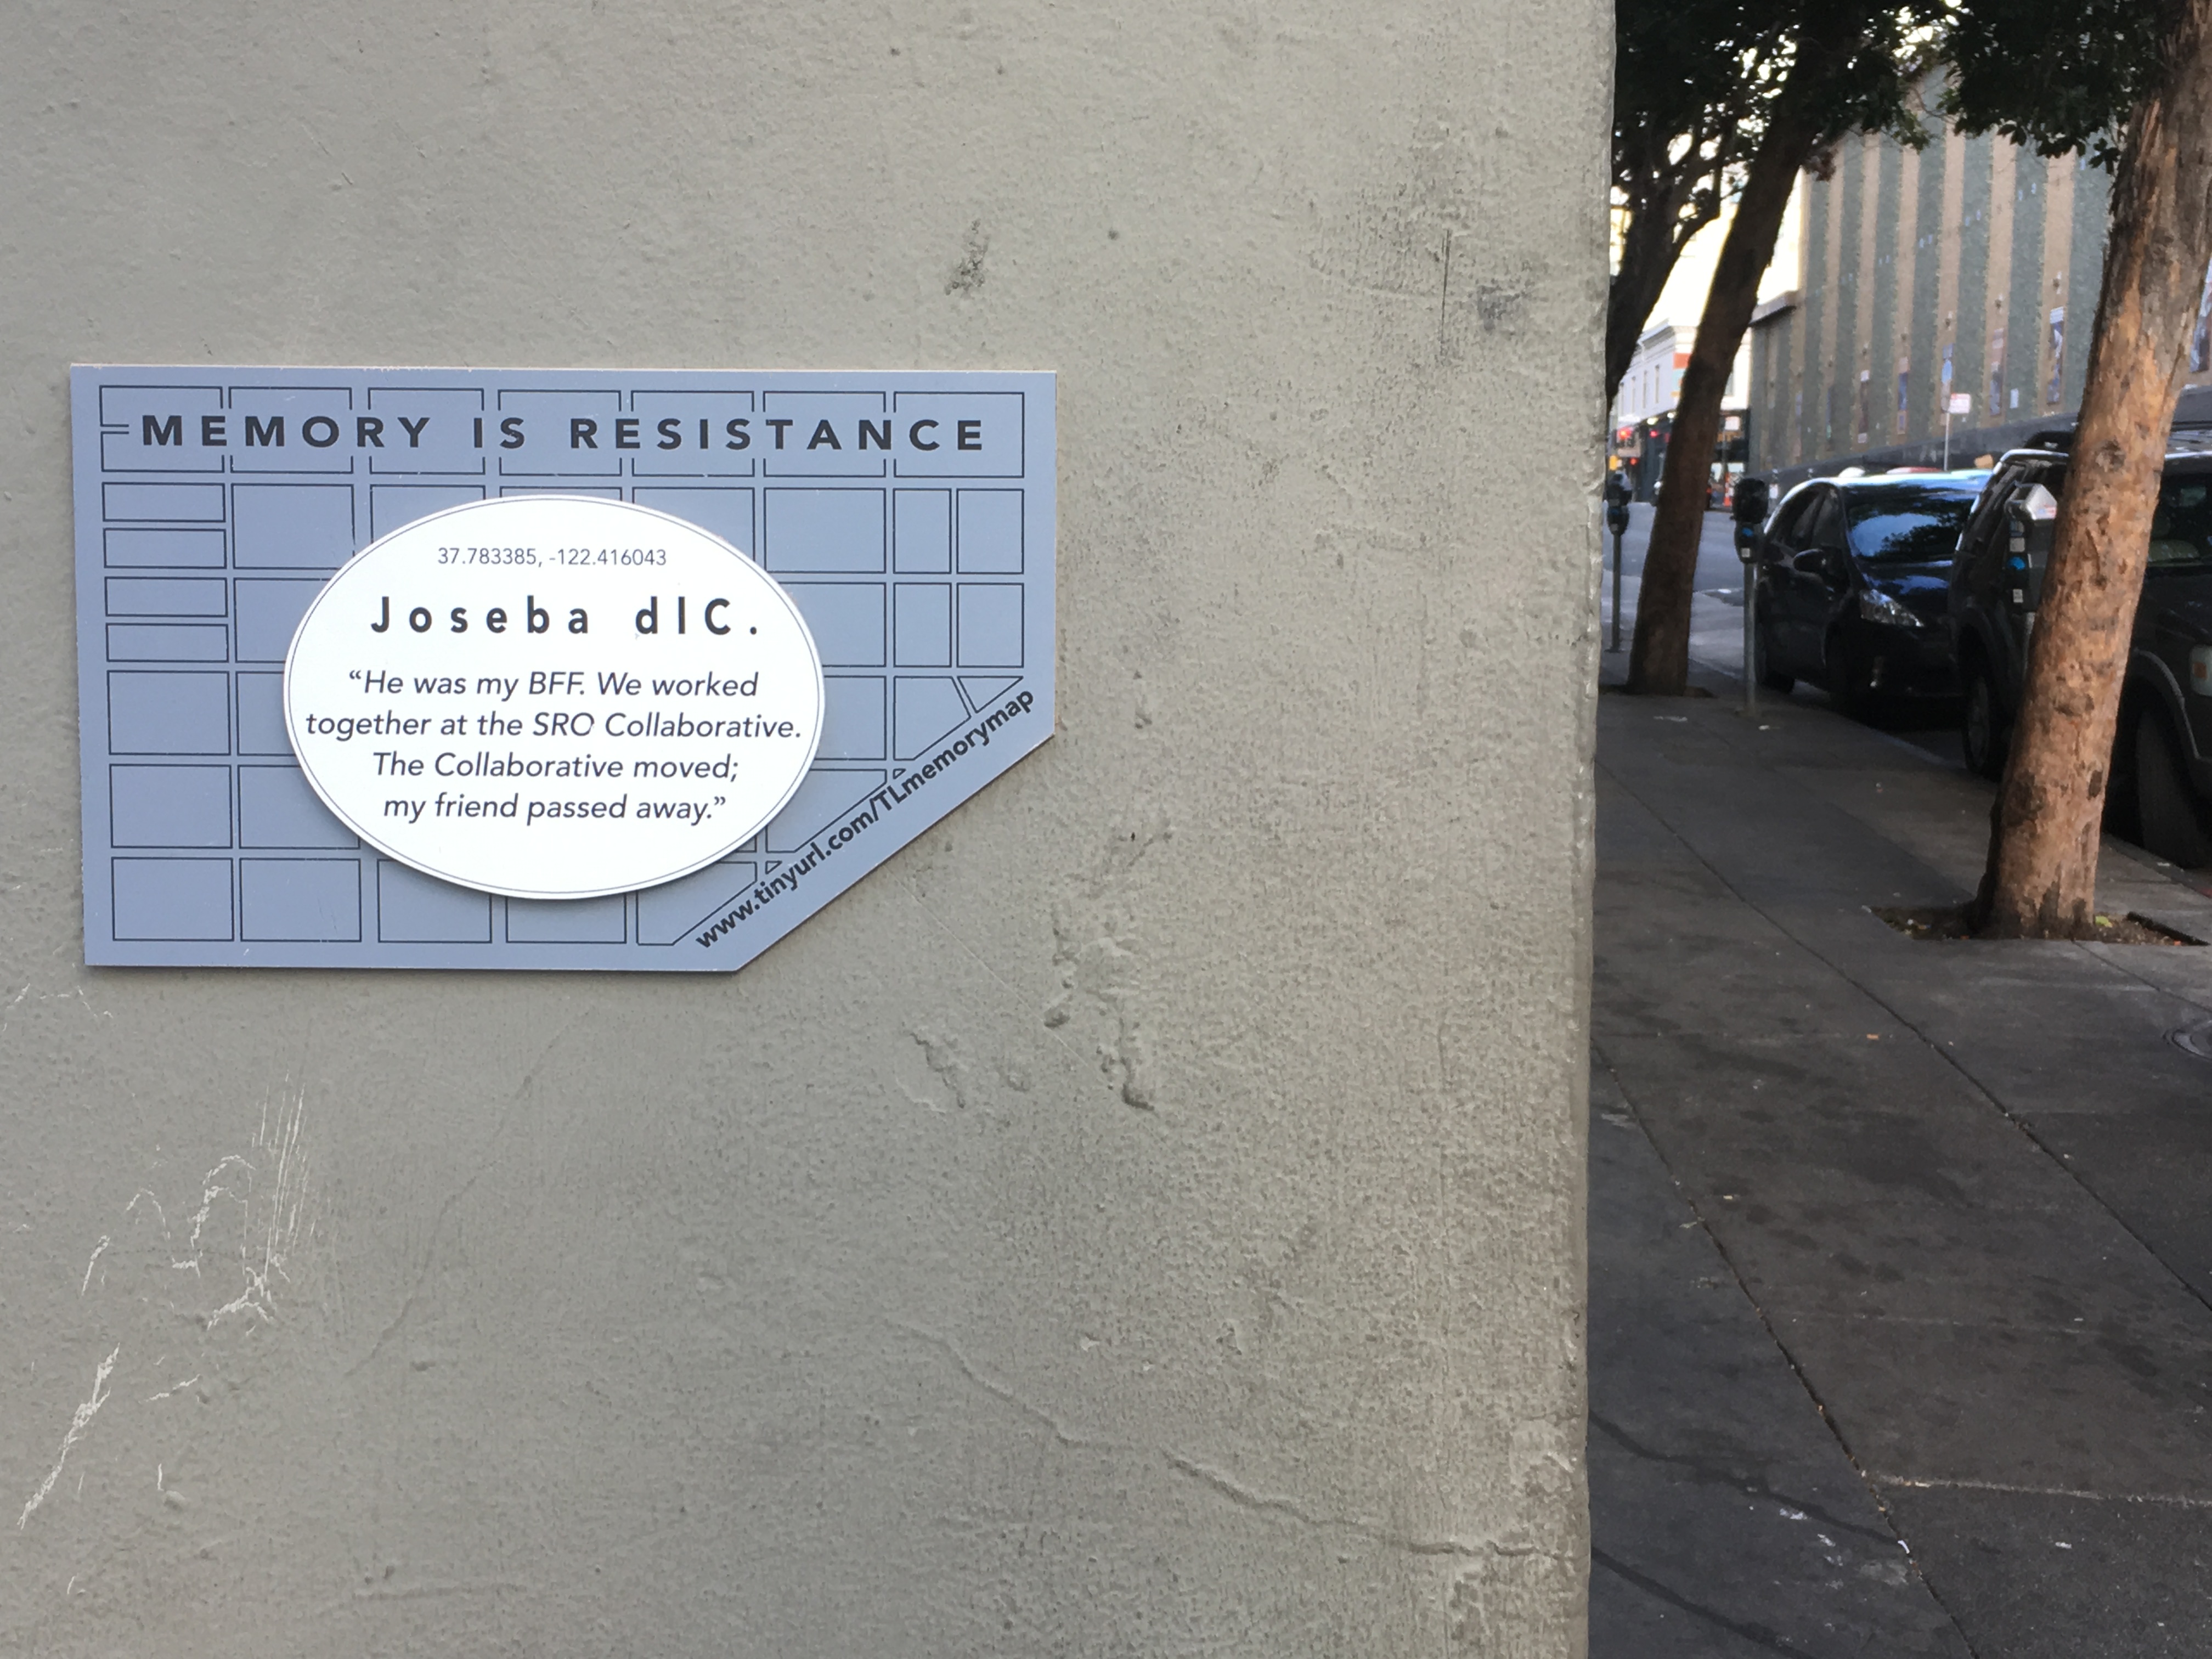 MEMORY IS RESISTANCE
37.783385, -122.416043
Joseba dlC.
“He was my BFF. We worked
together at the SRO Collaborative.
The Collaborative moved;
my friend passed away.”
www.tinyurl.com/TLmemorymap